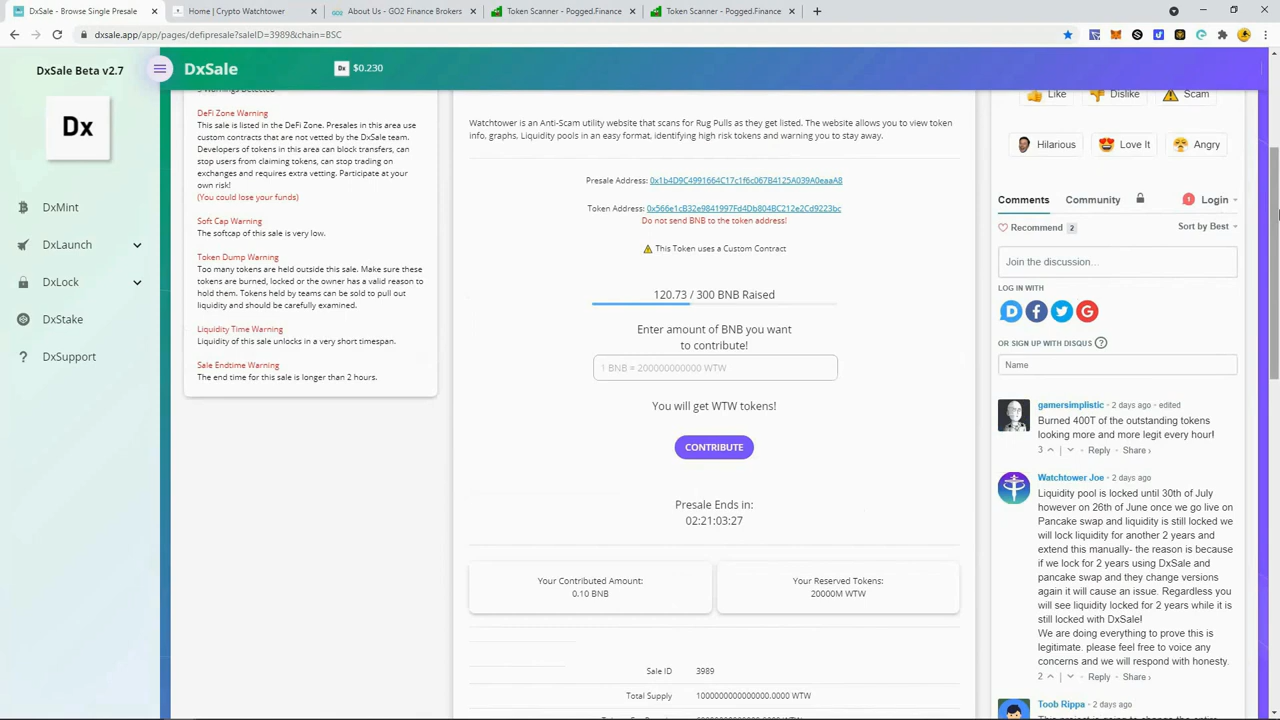 DxSale - Browse Single Presale
Home | Crypto Watchtower
About Us - GO2 Finance Brokers
Token Scanner - Pogged.Finance
Token Scanner - Pogged.Finance
dxsale.app/app/pages/defipresale?saleID=3989&chain=BSC
DxSale Beta v2.7
DxSale
Dx
$0.230
Dx
DxMint
DxLaunch
DxLock
DxStake
DxSupport
5 Warnings Detected
DeFi Zone Warning
This sale is listed in the DeFi Zone. Presales in this area use
custom contracts that are not vetted by the DxSale team.
Developers of tokens in this area can block transfers, can
stop users from claiming tokens, can stop trading on
exchanges and requires extra vetting. Participate at your
own risk!
(You could lose your funds)
Soft Cap Warning
The softcap of this sale is very low.
Token Dump Warning
Too many tokens are held outside this sale. Make sure these
tokens are burned, locked or the owner has a valid reason to
hold them. Tokens held by teams can be sold to pull out
liquidity and should be carefully examined.
Liquidity Time Warning
Liquidity of this sale unlocks in a very short timespan.
Sale Endtime Warning
The end time for this sale is longer than 2 hours.
Watchtower is an Anti-Scam utility website that scans for Rug Pulls as they get listed. The website allows you to view token
info, graphs, Liquidity pools in an easy format, identifying high risk tokens and warning you to stay away.
Presale Address: 0x1b4D9C4991664C17c1f6c067B4125A039A0eaaA8
Token Address: 0x566e1cB32e9841997Fd4Db804BC212e2Cd9223bc
Do not send BNB to the token address!
This Token uses a Custom Contract
120.73 / 300 BNB Raised
Enter amount of BNB you want
to contribute!
1 BNB = 200000000000 WTW
You will get WTW tokens!
CONTRIBUTE
Presale Ends in:
02:21:03:27
Your Contributed Amount:
0.10 BNB
Your Reserved Tokens:
20000M WTW
Sale ID 3989
Total Supply 1000000000000000.0000 WTW
Like
Dislike
Scam
Hilarious
Love It
Angry
Comments
Community
1
Login
Recommend 2
Sort by Best
Join the discussion...
LOG IN WITH
OR SIGN UP WITH DISQUS ?
Name
gamersimplistic • 2 days ago • edited
Burned 400T of the outstanding tokens
looking more and more legit every hour!
3 | • Reply • Share ›
Watchtower Joe • 2 days ago
Liquidity pool is locked until 30th of July
however on 26th of June once we go live on
Pancake swap and liquidity is still locked we
will lock liquidity for another 2 years and
extend this manually- the reason is because
if we lock for 2 years using DxSale and
pancake swap and they change versions
again it will cause an issue. Regardless you
will see liquidity locked for 2 years while it is
still locked with DxSale!
We are doing everything to prove this is
legitimate. please feel free to voice any
concerns and we will respond with honesty.
2 | • Reply • Share ›
Toob Rippa • 2 days ago